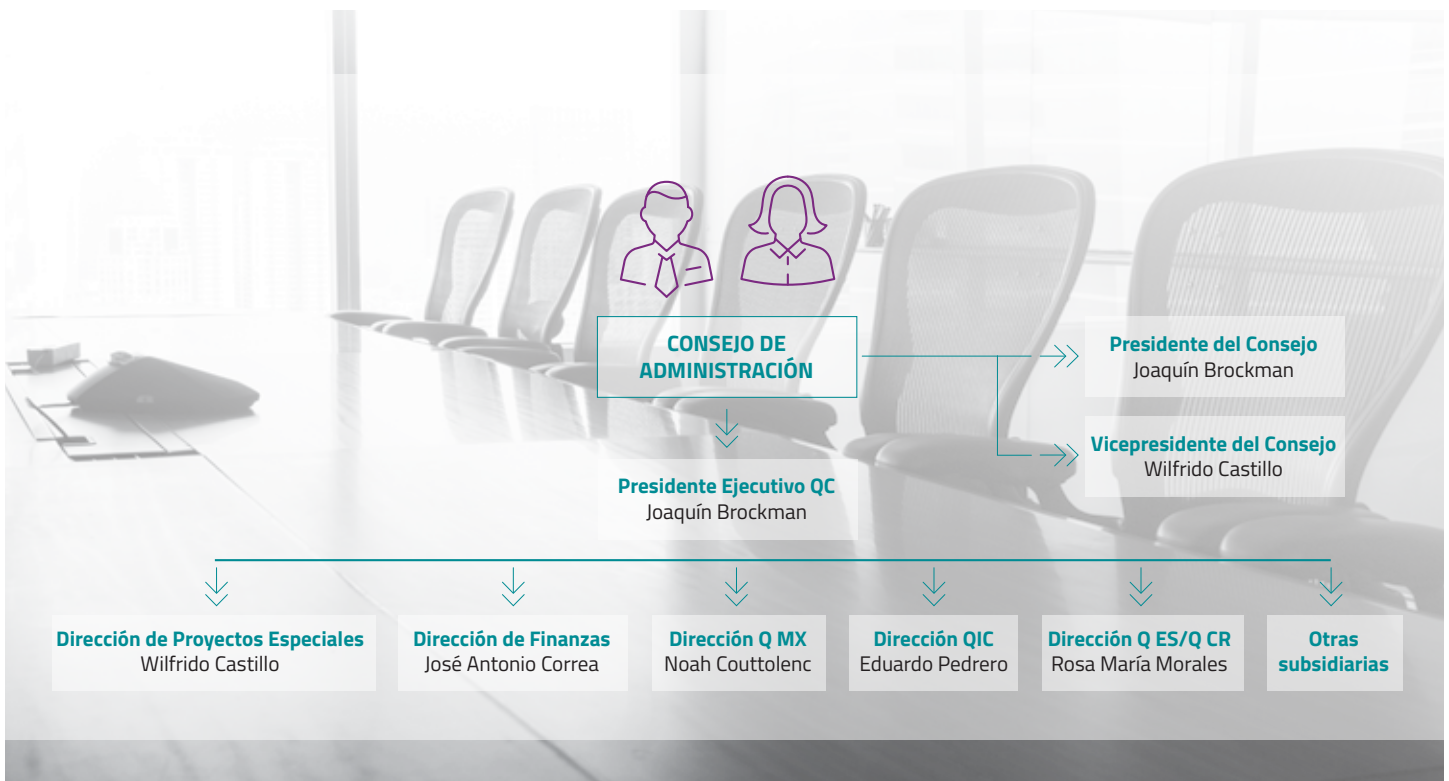 CONSEJO DE
ADMINISTRACIÓN
Presidente del Consejo
Joaquín Brockman
Vicepresidente del Consejo
Wilfrido Castillo
Presidente Ejecutivo QC
Joaquín Brockman
Dirección de Proyectos Especiales
Wilfrido Castillo
Dirección de Finanzas
José Antonio Correa
Dirección Q MX
Noah Couttolenc
Dirección QIC
Eduardo Pedrero
Dirección Q ES/Q CR
Rosa María Morales
Otras
subsidiarias